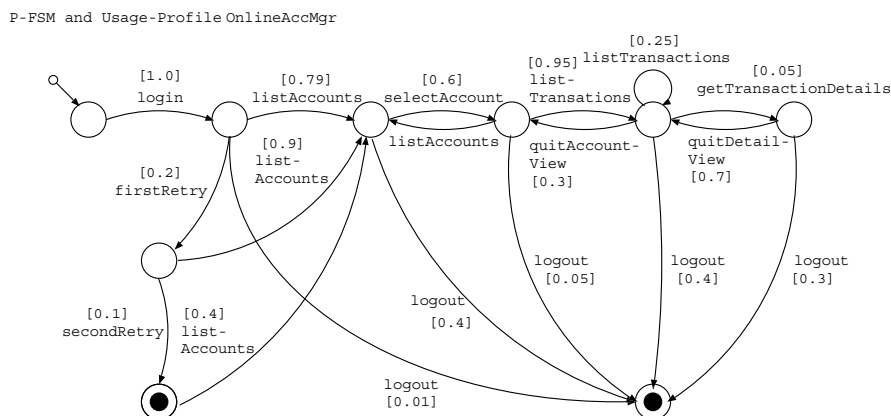 P-FSM and Usage-Profile OnlineAccMgr
[1.0]
login
[0.79]
listAccounts
[0.6]
selectAccount
listAccounts
[0.95]
list-
Transations
[0.25]
listTransactions
[0.05]
getTransactionDetails
quitAccount-
View
[0.3]
quitDetail-
View
[0.7]
[0.2]
firstRetry
[0.9]
list-
Accounts
[0.1]
secondRetry
[0.4]
list-
Accounts
logout
[0.01]
logout
[0.4]
logout
[0.05]
logout
[0.4]
logout
[0.3]